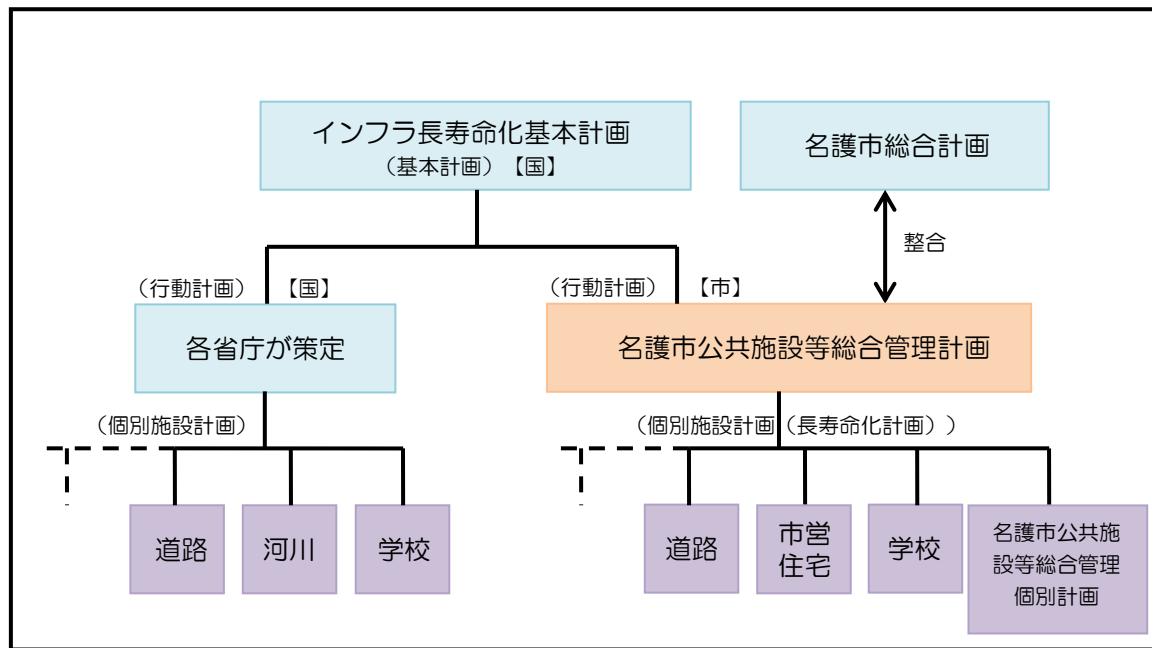 インフラ長寿命化基本計画
（基本計画）【国】
名護市総合計画
整合
（行動計画）【国】
（行動計画）【市】
各省庁が策定
名護市公共施設等総合管理計画
（個別施設計画）
（個別施設計画（長寿命化計画））
道路
河川
学校
道路
市営
住宅
学校
名護市公共施
設等総合管理
個別計画